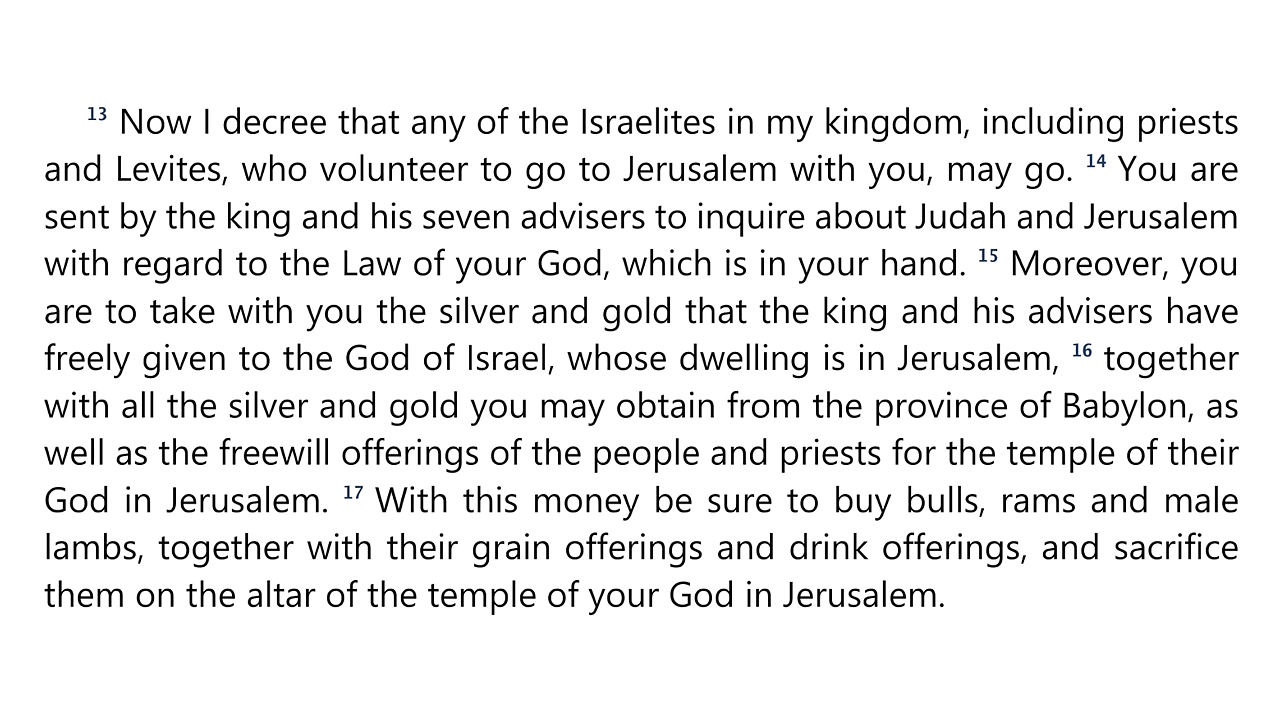 13 Now I decree that any of the Israelites in my kingdom, including priests
and Levites, who volunteer to go to Jerusalem with you, may go. 14 You are
sent by the king and his seven advisers to inquire about Judah and Jerusalem
with regard to the Law of your God, which is in your hand. 15 Moreover, you
are to take with you the silver and gold that the king and his advisers have
freely given to the God of Israel, whose dwelling is in Jerusalem, 16 together
with all the silver and gold you may obtain from the province of Babylon, as
well as the freewill offerings of the people and priests for the temple of their
God in Jerusalem. 17 With this money be sure to buy bulls, rams and male
lambs, together with their grain offerings and drink offerings, and sacrifice
them on the altar of the temple of your God in Jerusalem.